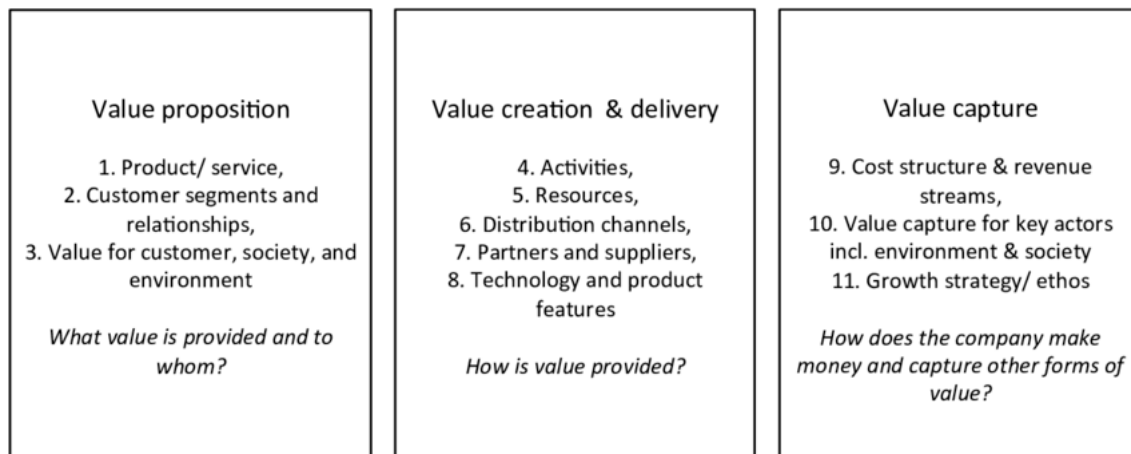 Value proposition
1. Product/ service,
2. Customer segments and
relationships,
3. Value for customer, society, and
environment
What value is provided and to
whom?
Value creation & delivery
4. Activities,
5. Resources,
6. Distribution channels,
7. Partners and suppliers,
8. Technology and product
features
How is value provided?
Value capture
9. Cost structure & revenue
streams,
10. Value capture for key actors
incl. environment & society
11. Growth strategy/ ethos
How does the company make
money and capture other forms of
value?